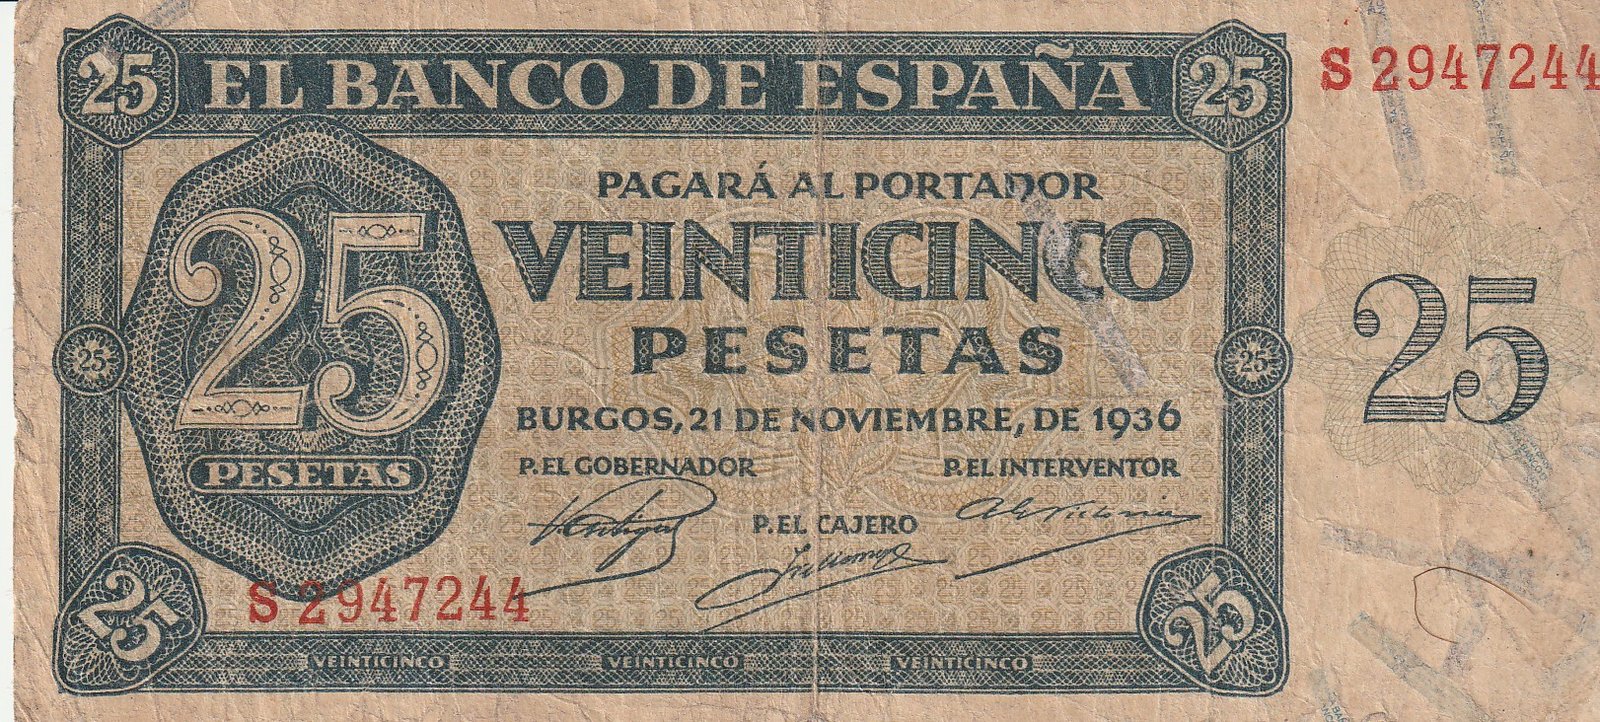 25 EL BANCO DE ESPAÑA 25
S 2947244
PAGARÁ AL PORTADOR
VEINTICINCO
PESETAS
25
PESETAS
25
25
25
BURGOS, 21 DE NOVIEMBRE, DE 1936
P. EL GOBERNADOR
P. EL INTERVENTOR
P. EL CAJERO
S 2947244
25
VEINTICINCO
VEINTICINCO
VEINTICINCO
25